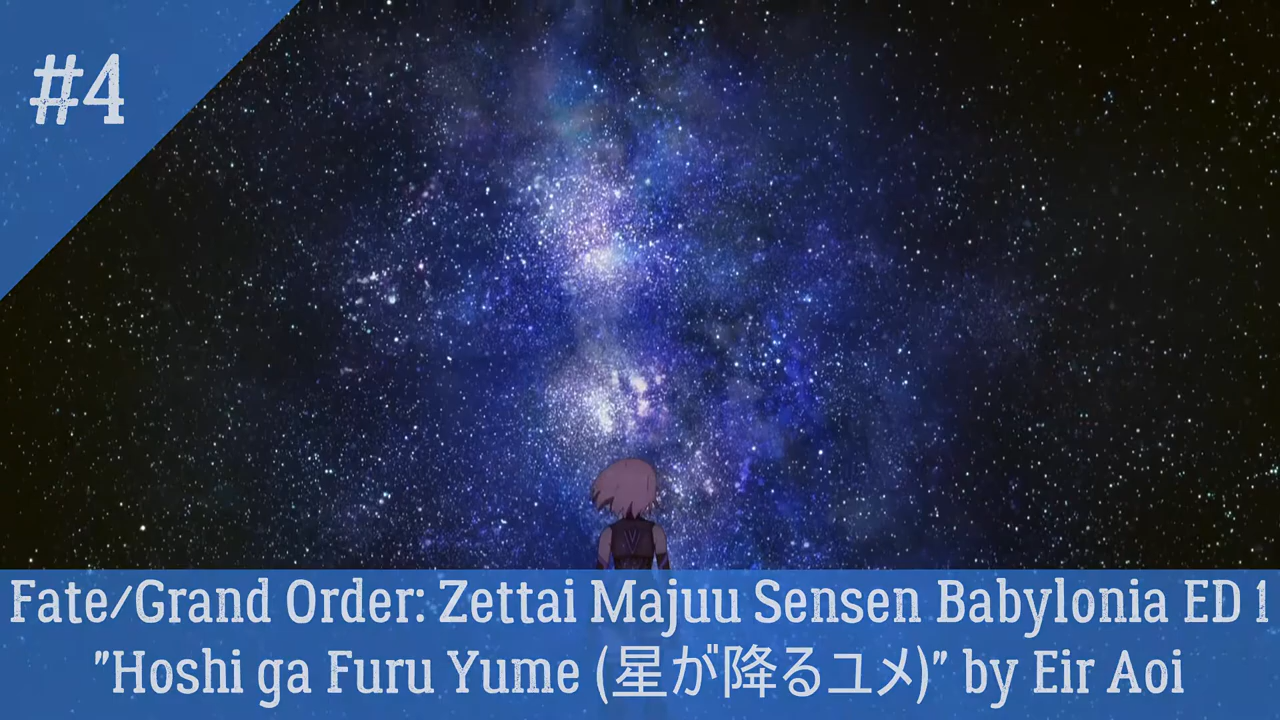 #4
Fate/Grand Order: Zettai Majuu Sensen Babylonia ED 1
"Hoshi ga Furu Yume (星が降るユメ)" by Eir Aoi